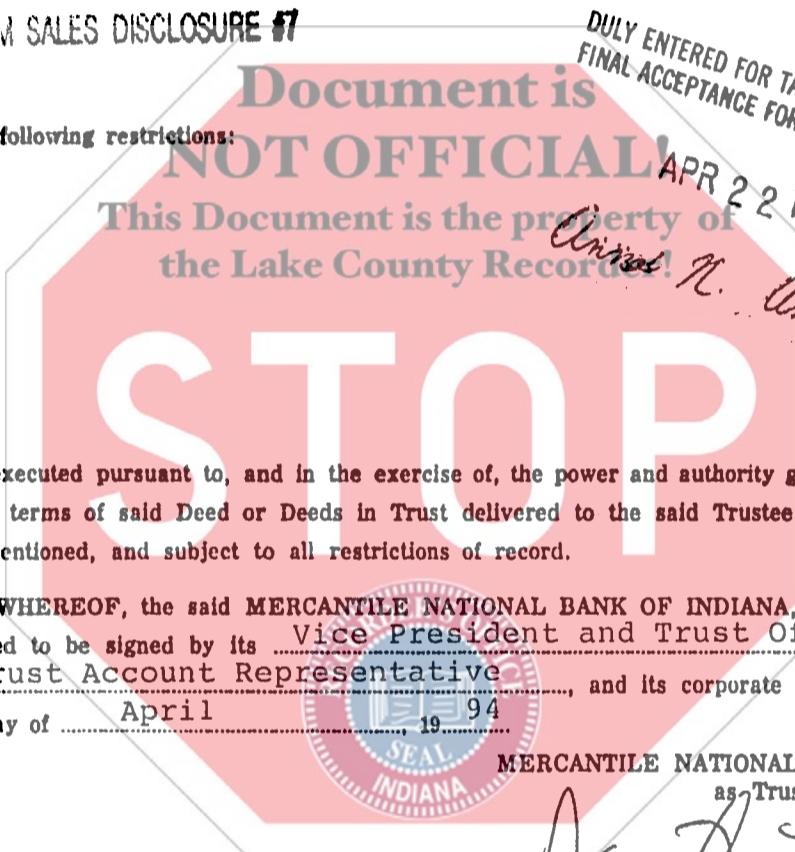 M SALES DISCLOSURE #7
DULY ENTERED FOR TA
FINAL ACCEPTANCE FOR
Document is
following restrictions:
NOT OFFICIAL!
APR 22 1
This Document is the property of
the Lake County Recorder!
N.
STOP
xecuted pursuant to, and in the exercise of, the power and authority g
terms of said Deed or Deeds in Trust delivered to the said Trustee
entioned, and subject to all restrictions of record.
WHEREOF, the said MERCANTILE NATIONAL BANK OF INDIANA,
ed to be signed by its Vice President and Trust Of
rust Account Representative, and its corporate
y of April, 19 94
RECORDER'S OFFICE
SEAL
INDIANA
MERCANTILE NATIONAL
as Trus